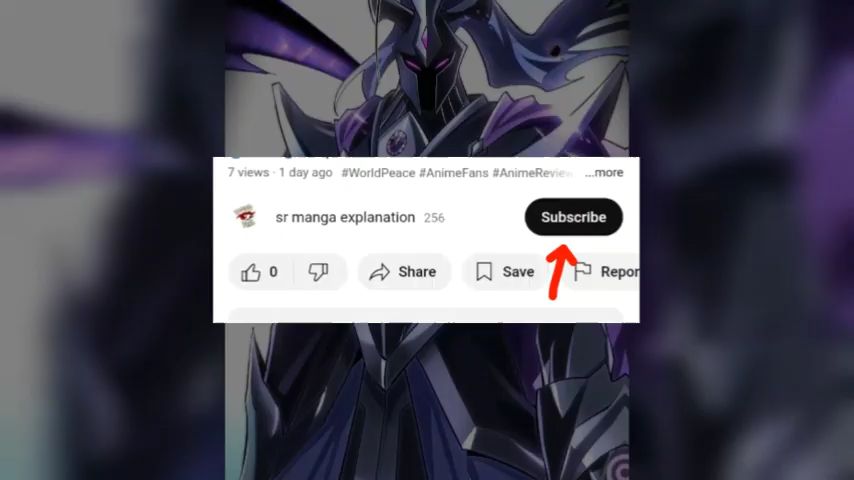 7 views · 1 day ago #WorldPeace #AnimeFans #AnimeReview ...more
sr manga explanation 256 Subscribe
0 Share Save Repor